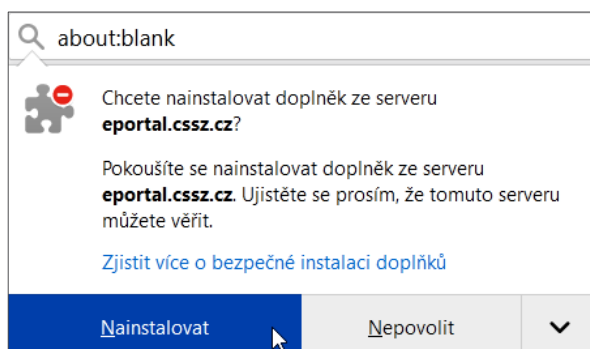 about:blank
Chcete nainstalovat doplněk ze serveru
eportal.cssz.cz?
Pokoušíte se nainstalovat doplněk ze serveru
eportal.cssz.cz. Ujistěte se prosím, že tomuto serveru
můžete věřit.
Zjistit více o bezpečné instalaci doplňků
Nainstalovat
Nepovolit